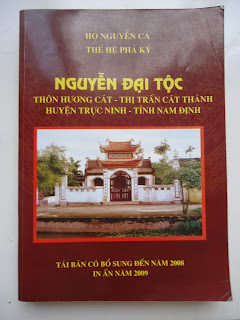 HỌ NGUYỄN CẢ
THẾ HỆ PHẢ KÝ
NGUYỄN ĐẠI TỘC
THÔN HƯƠNG CÁT - THỊ TRẤN CÁT THÀNH
HUYỆN TRỰC NINH - TỈNH NAM ĐỊNH
TÁI BẢN CÓ BỔ SUNG ĐẾN NĂM 2008
IN ẤN NĂM 2009